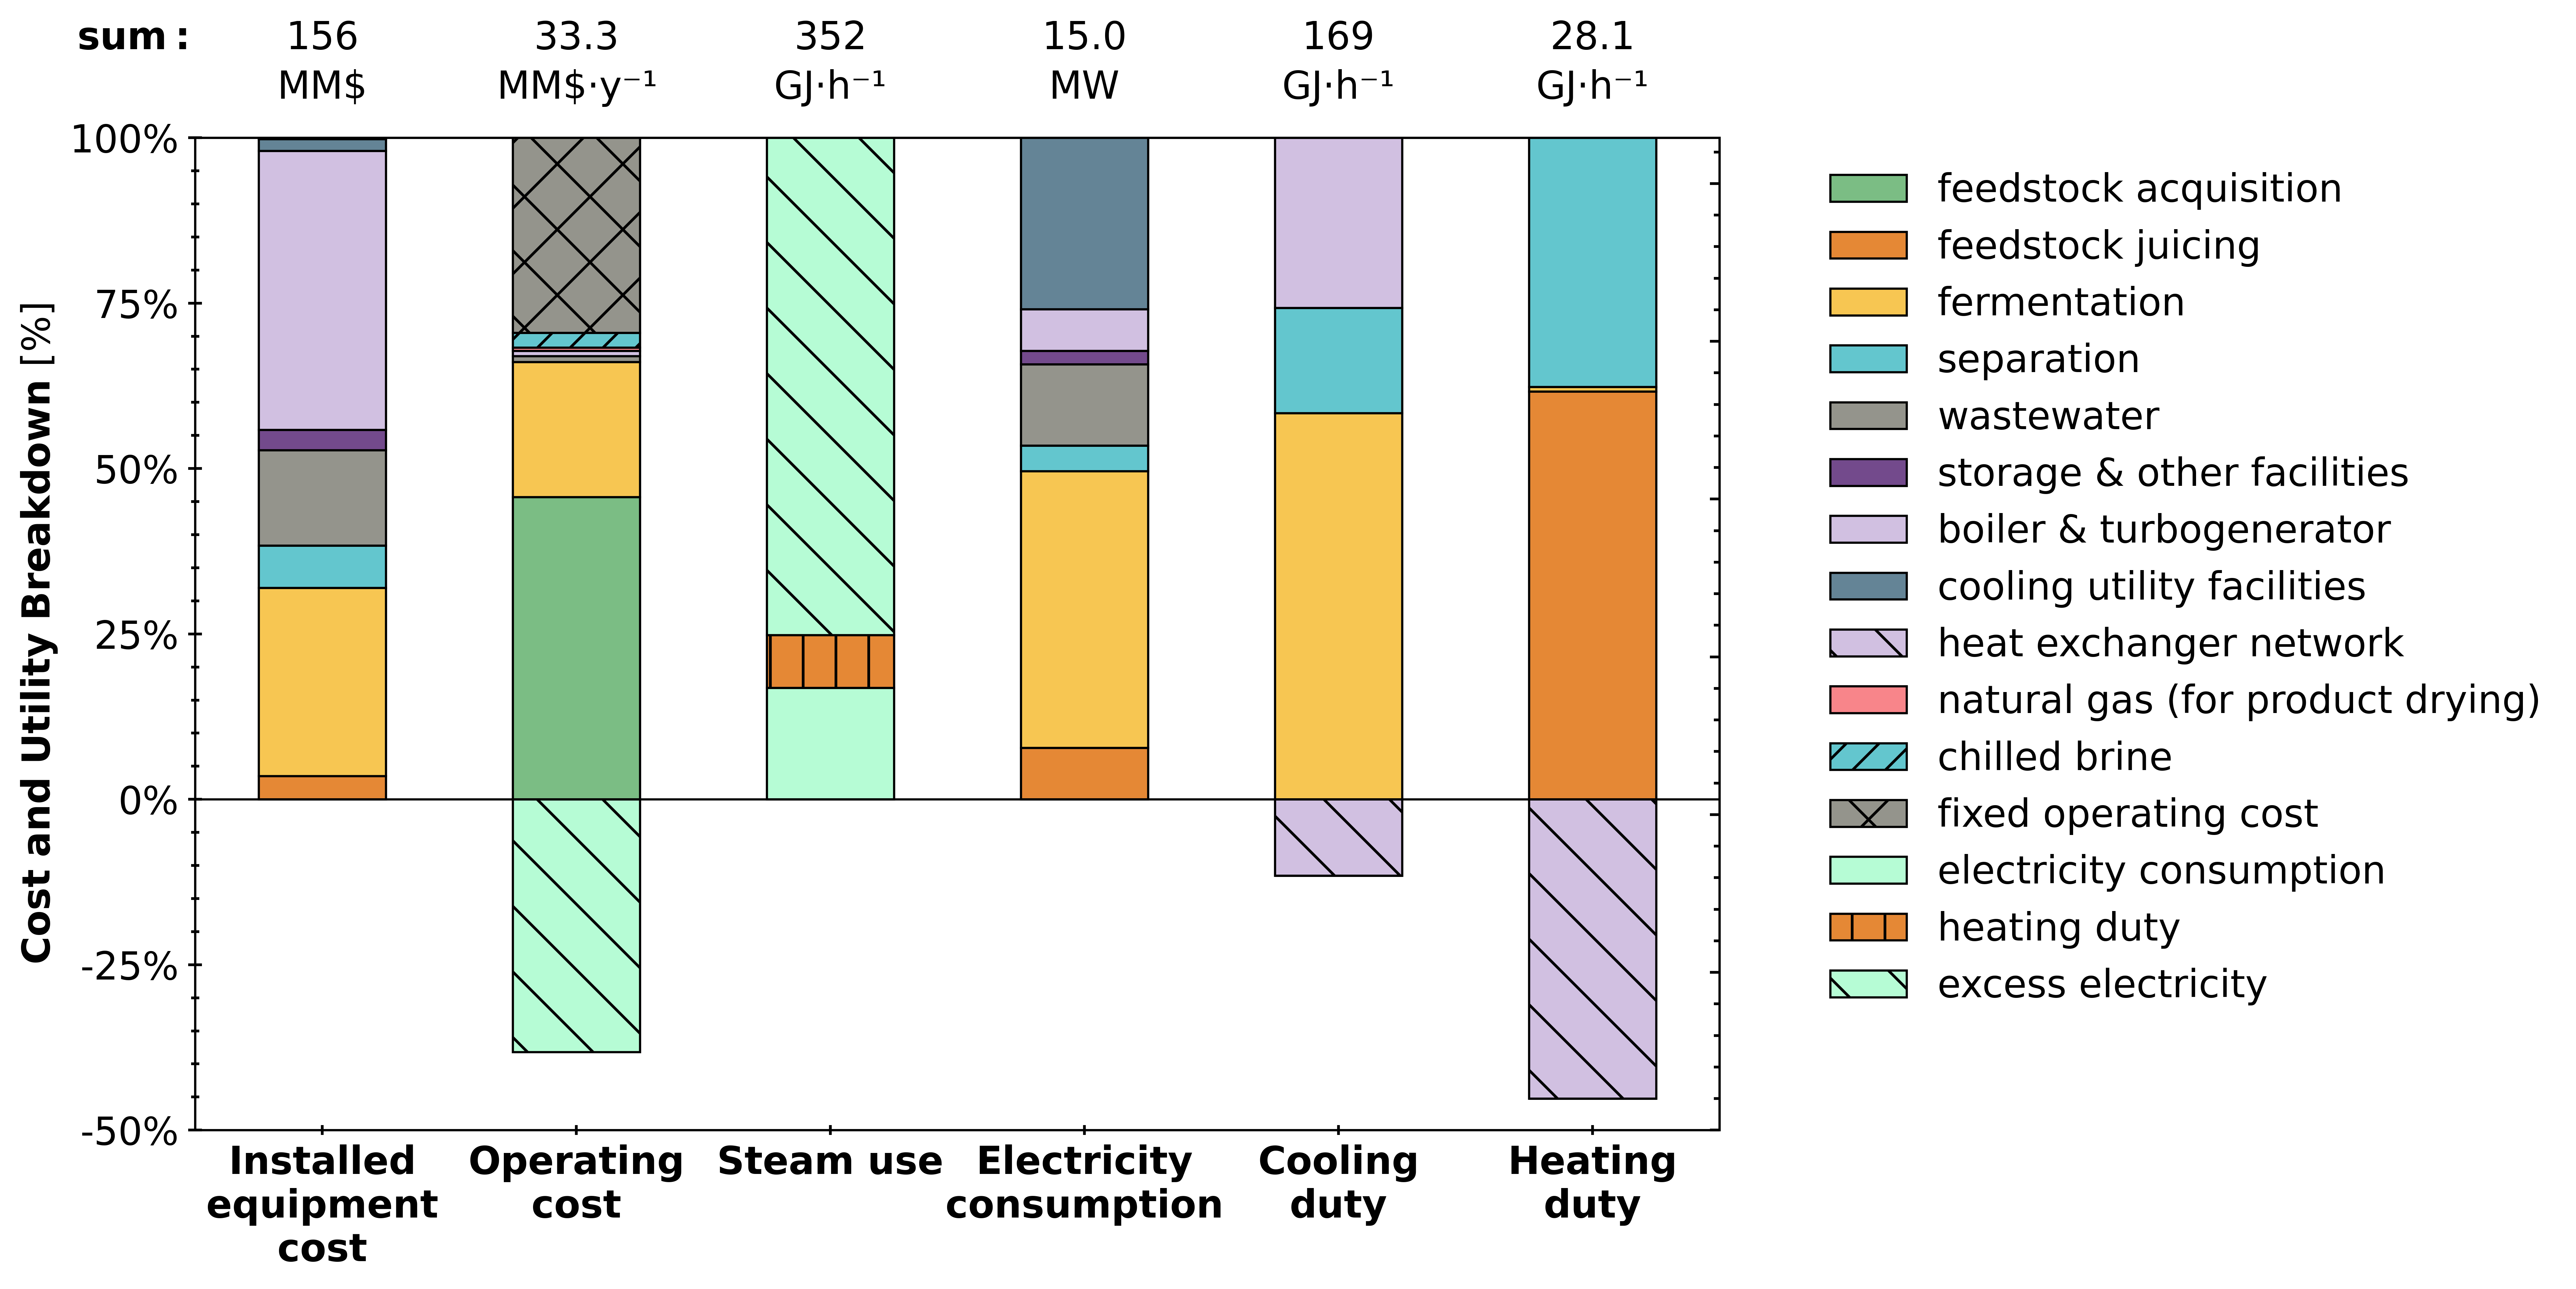 sum: 156 33.3 352 15.0 169 28.1
MM$ MM$·y⁻¹ GJ·h⁻¹ MW GJ·h⁻¹ GJ·h⁻¹
100%
75%
50%
25%
0%
-25%
-50%
Cost and Utility Breakdown [%]
Installed equipment cost
Operating cost
Steam use
Electricity consumption
Cooling duty
Heating duty
feedstock acquisition
feedstock juicing
fermentation
separation
wastewater
storage & other facilities
boiler & turbogenerator
cooling utility facilities
heat exchanger network
natural gas (for product drying)
chilled brine
fixed operating cost
electricity consumption
heating duty
excess electricity